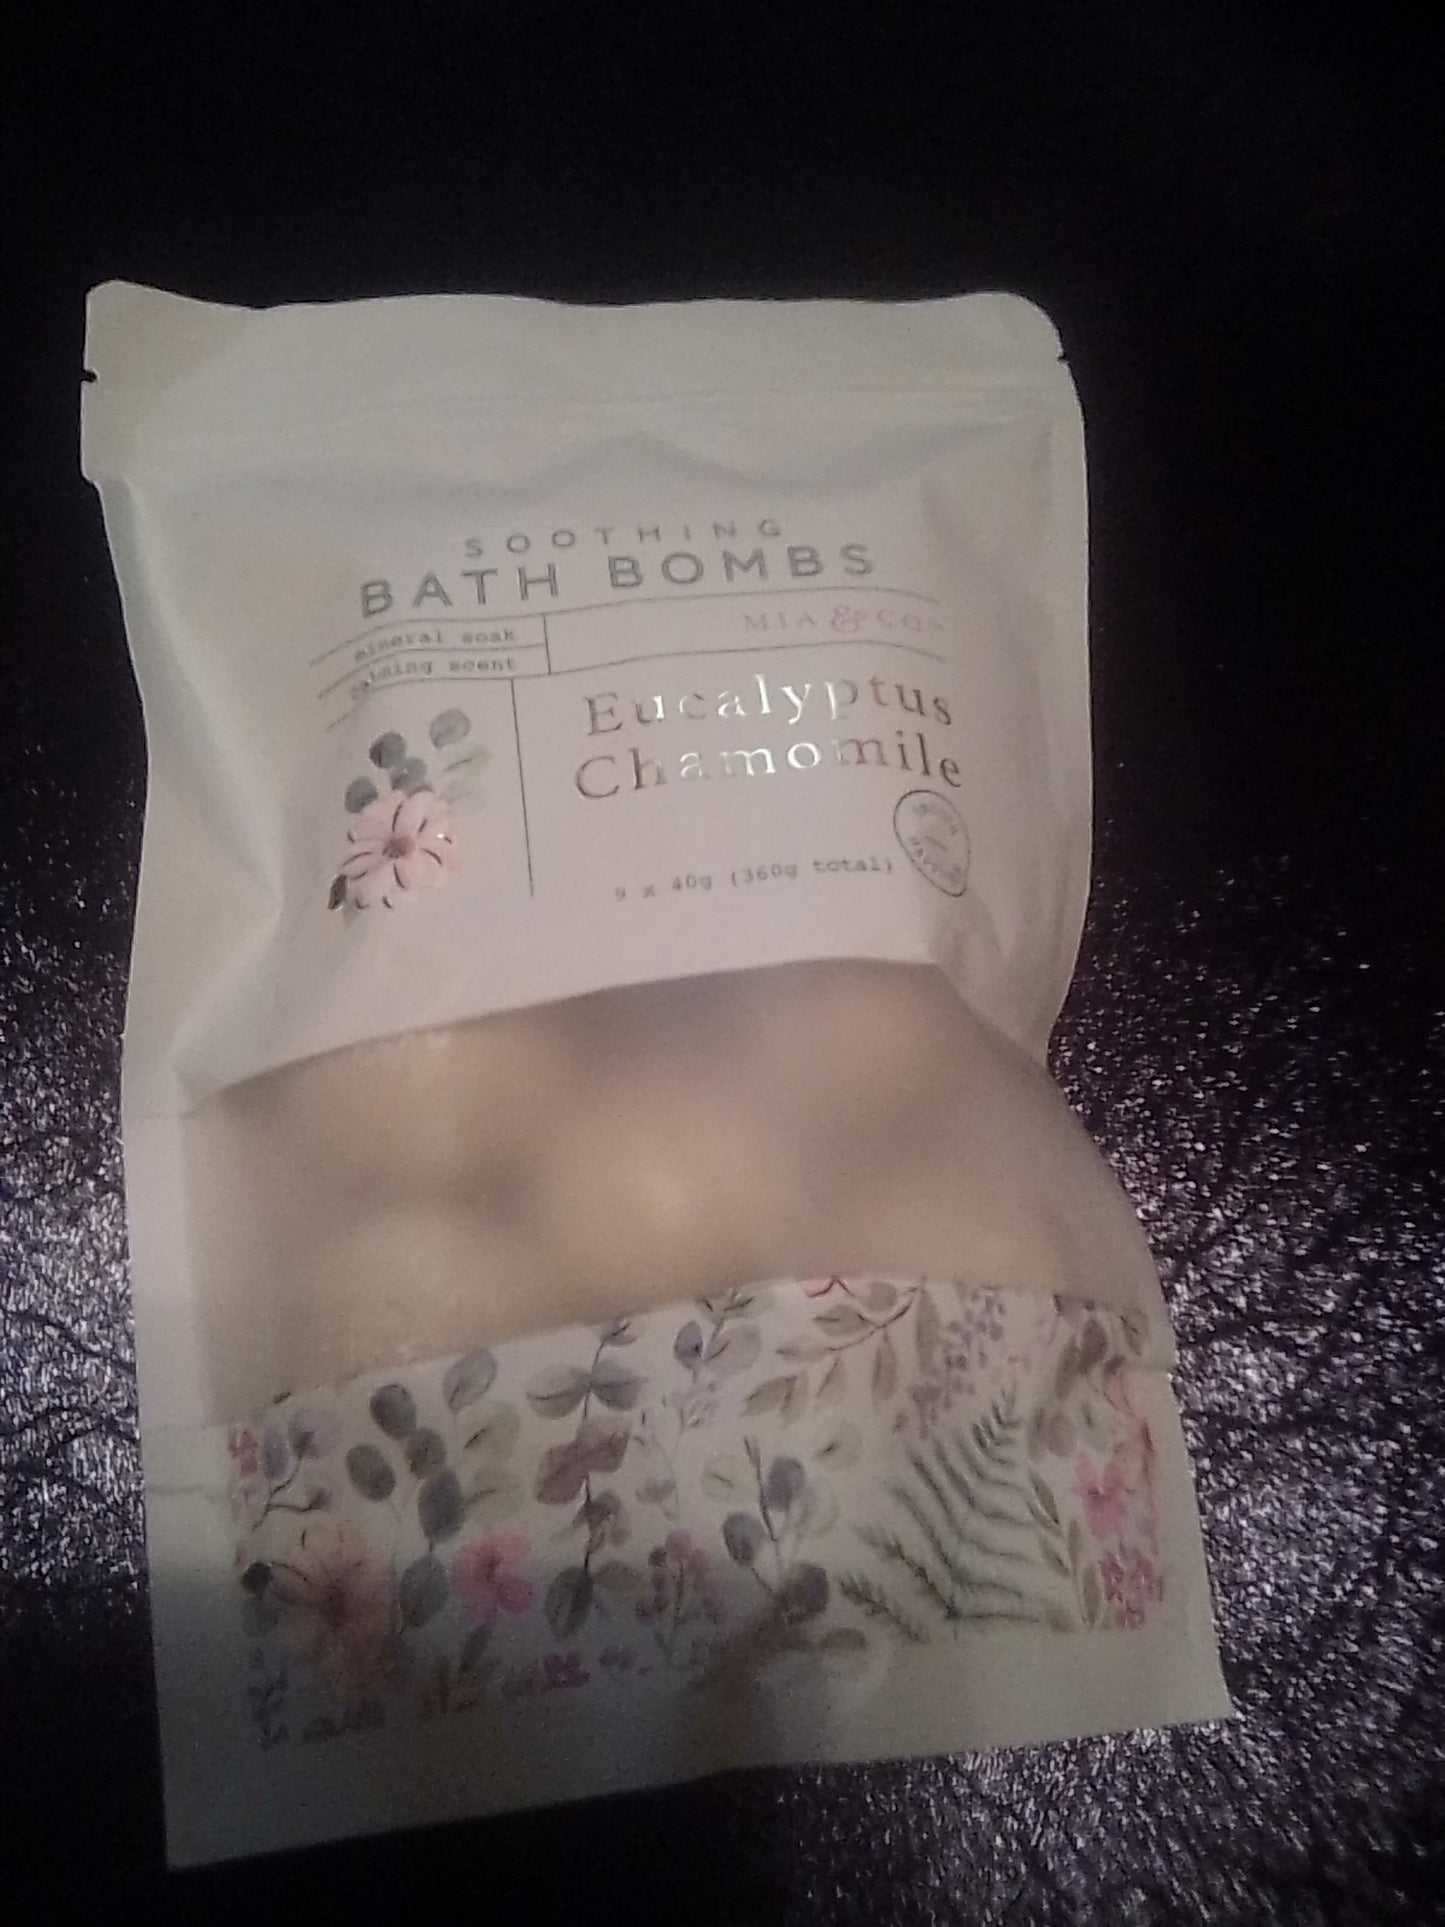 SOOTHING
BATH BOMBS
mineral soak
calming scent
MIA & CO.
Eucalyptus
Chamomile
9 x 40g (360g total)